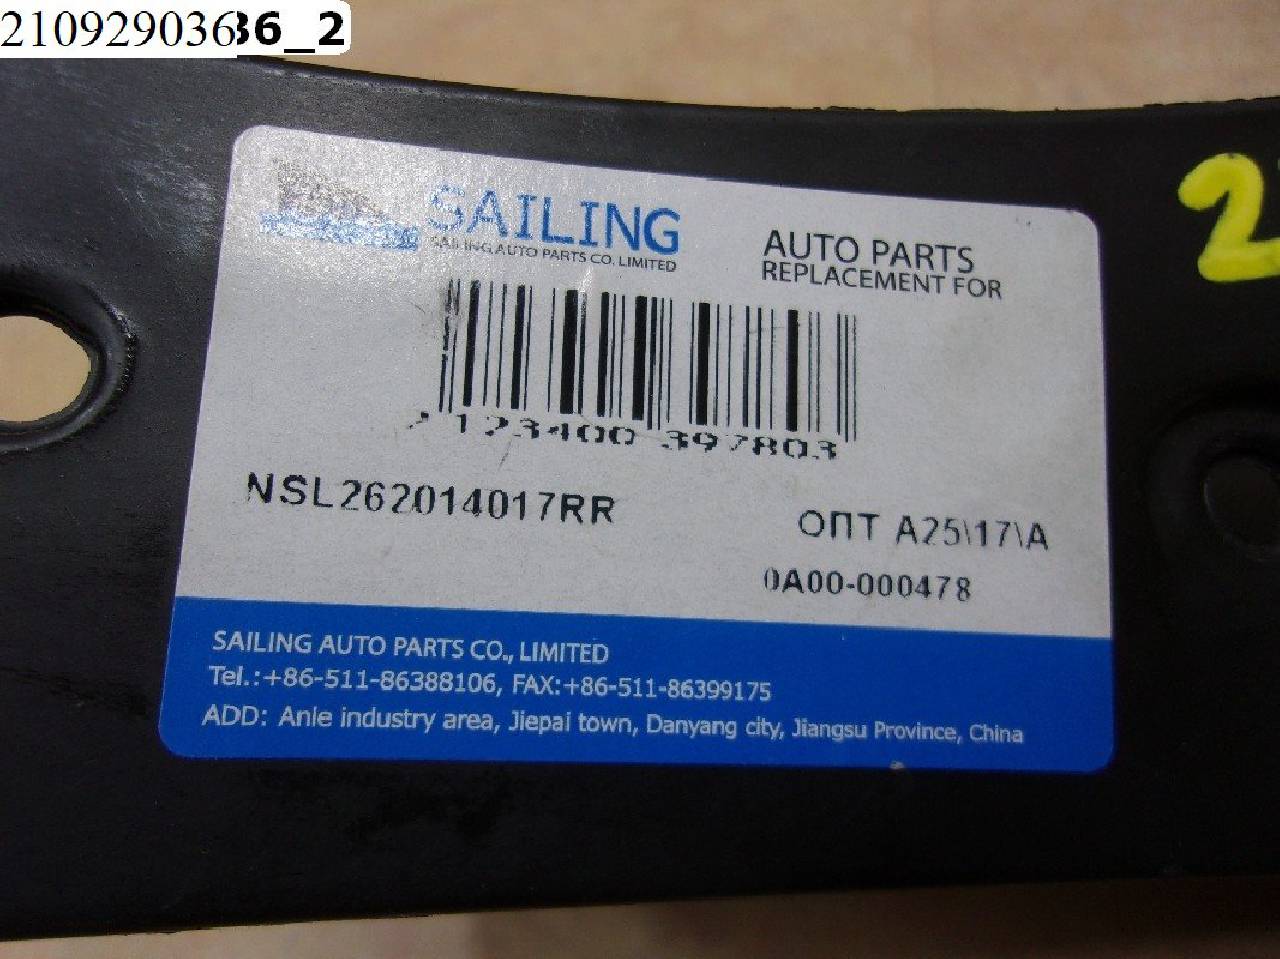 21092903636_2
SAILING
SAILING AUTO PARTS CO. LIMITED
AUTO PARTS
REPLACEMENT FOR
2123400397803
NSL262014017RR
ОПТ A25\17\A
0A00-000478
SAILING AUTO PARTS CO., LIMITED
Tel.:+86-511-86388106, FAX:+86-511-86399175
ADD: Anle industry area, Jiepai town, Danyang city, Jiangsu Province, China